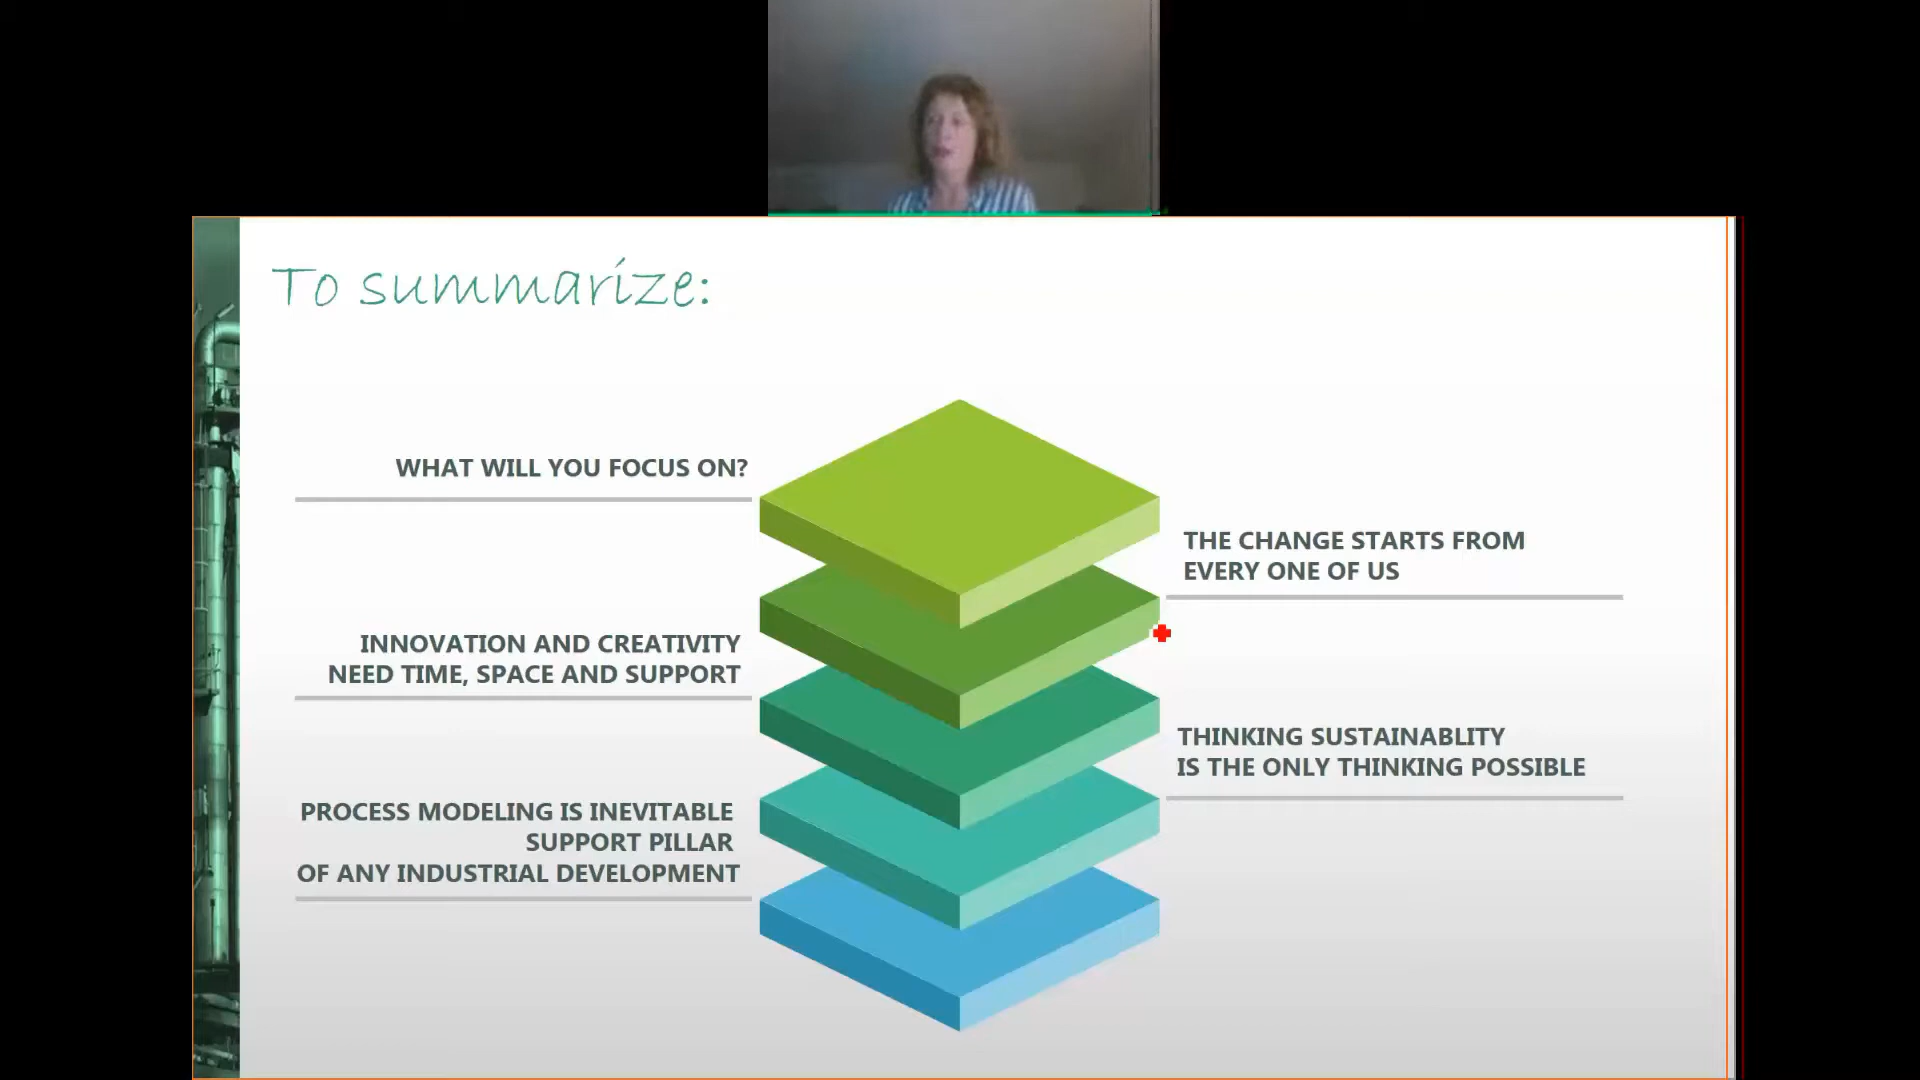 To summarize:
WHAT WILL YOU FOCUS ON?
THE CHANGE STARTS FROM
EVERY ONE OF US
INNOVATION AND CREATIVITY
NEED TIME, SPACE AND SUPPORT
THINKING SUSTAINABLITY
IS THE ONLY THINKING POSSIBLE
PROCESS MODELING IS INEVITABLE
SUPPORT PILLAR
OF ANY INDUSTRIAL DEVELOPMENT